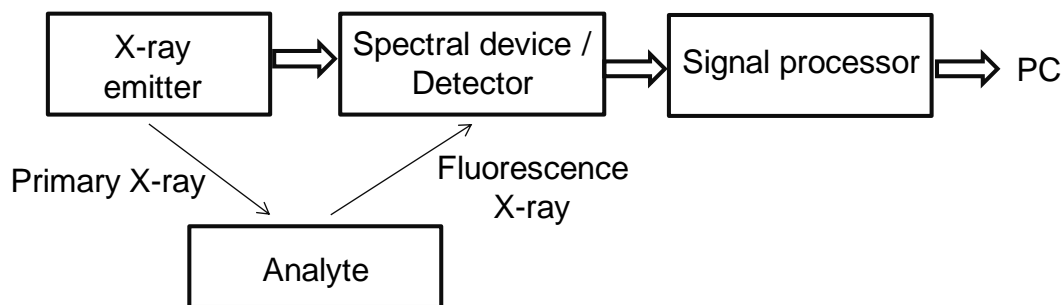 X-ray
emitter
Spectral device /
Detector
Signal processor
PC
Primary X-ray
Fluorescence
X-ray
Analyte